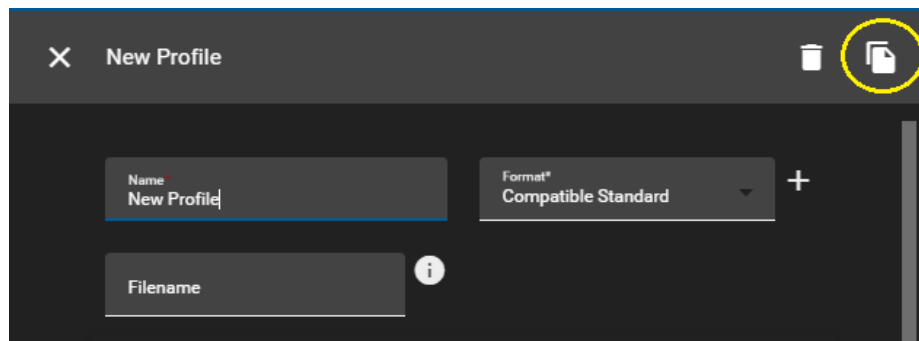 New Profile
Name*
New Profile
Format*
Compatible Standard
Filename